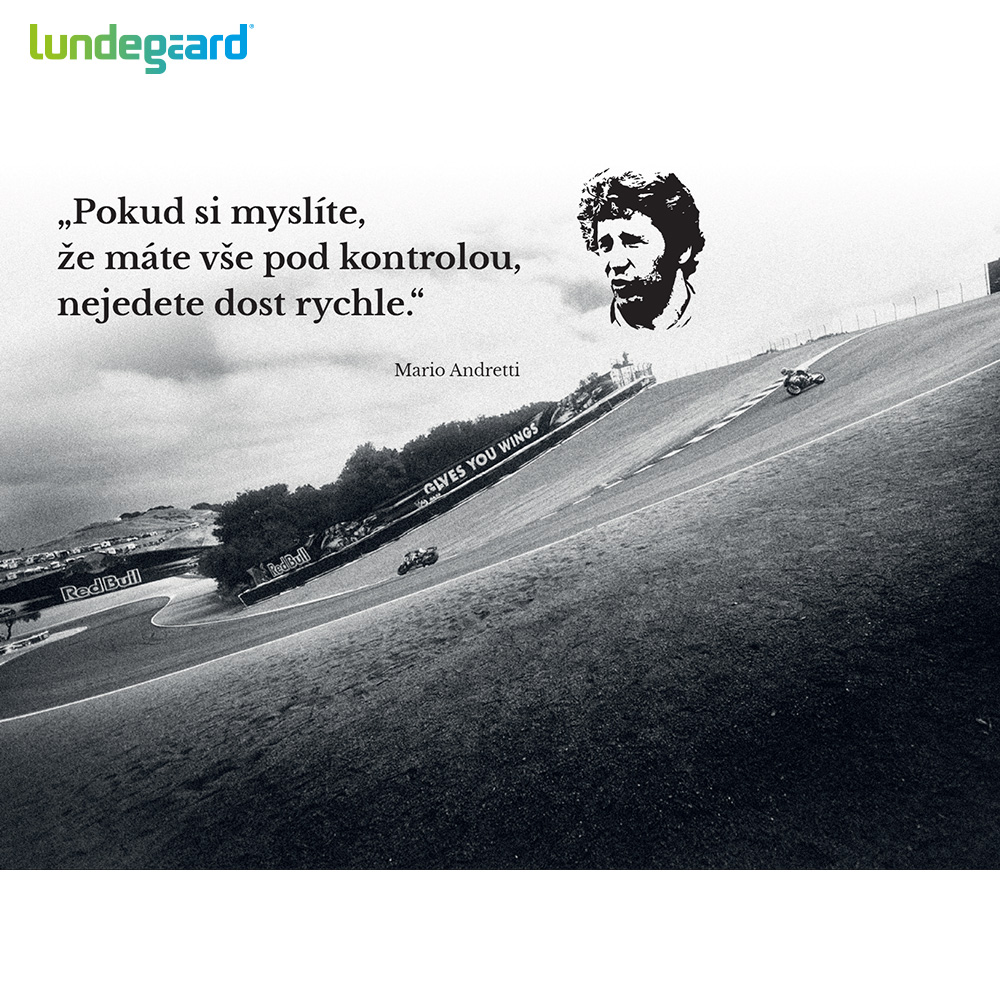 lundegaard®
„Pokud si myslíte,
že máte vše pod kontrolou,
nejedete dost rychle.“
Mario Andretti
GIVES YOU WINGS
Red Bull
Red Bull